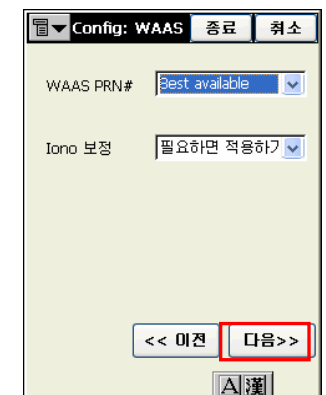 Config: WAAS 종료 취소
WAAS PRN# Best available
Iono 보정 필요하면 적용하기
<< 이전 다음>>
A 漢